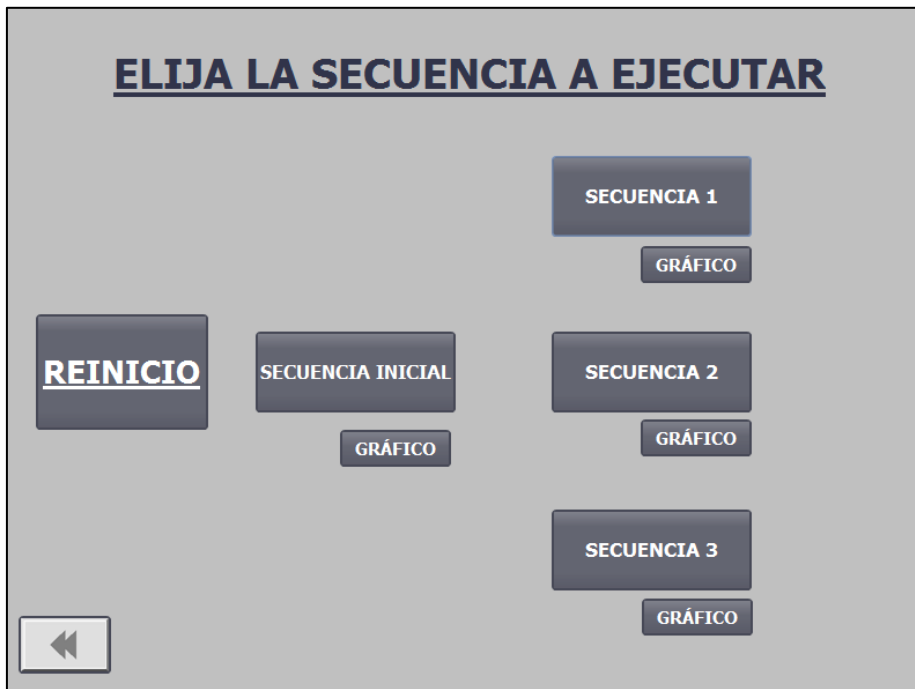 ELIJA LA SECUENCIA A EJECUTAR
SECUENCIA 1
GRÁFICO
REINICIO
SECUENCIA INICIAL
GRÁFICO
SECUENCIA 2
GRÁFICO
SECUENCIA 3
GRÁFICO